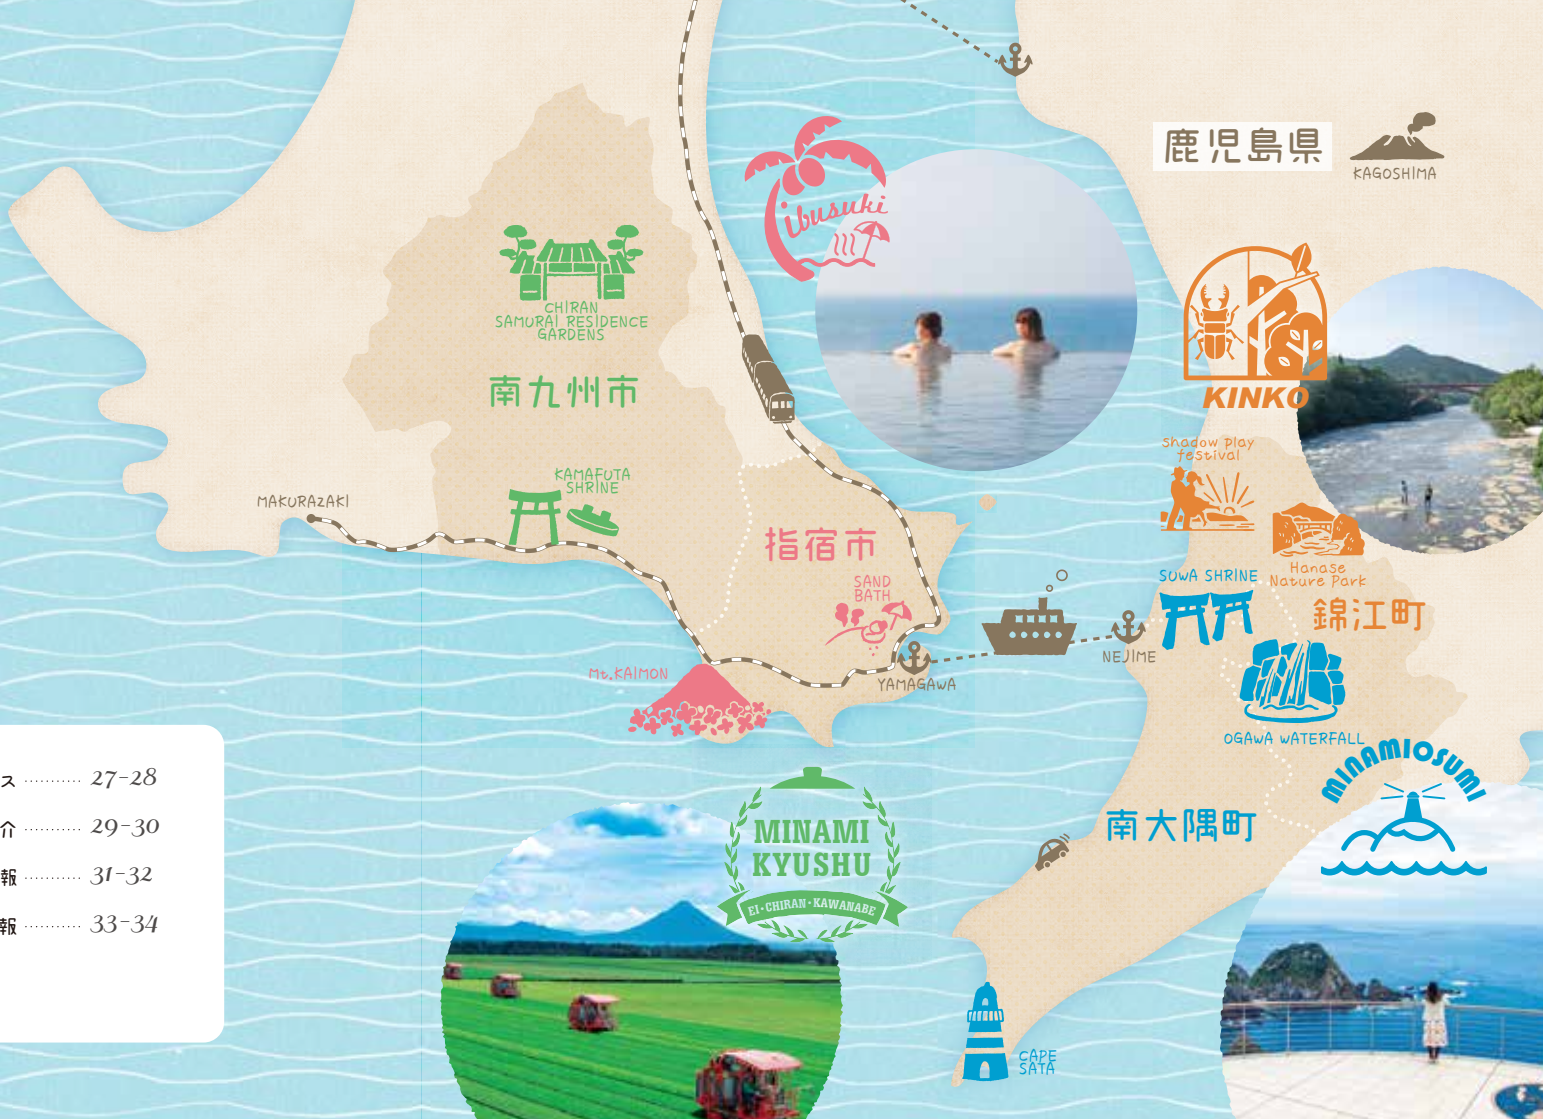 鹿児島県
KAGOSHIMA
ibusuki
CHIRAN
SAMURAI RESIDENCE
GARDENS
南九州市
KAMAFUTA
SHRINE
MAKURAZAKI
指宿市
SAND
BATH
Mt.KAIMON
YAMAGAWA
NEJIME
KINKO
Shadow Play
festival
Hanase
Nature Park
錦江町
SUWA SHRINE
OGAWA WATERFALL
MINAMIOSUMI
南大隅町
MINAMI
KYUSHU
EI・CHIRAN・KAWANABE
CAPE
SATA
ス ........... 27-28
介 ........... 29-30
報 ........... 31-32
報 ........... 33-34